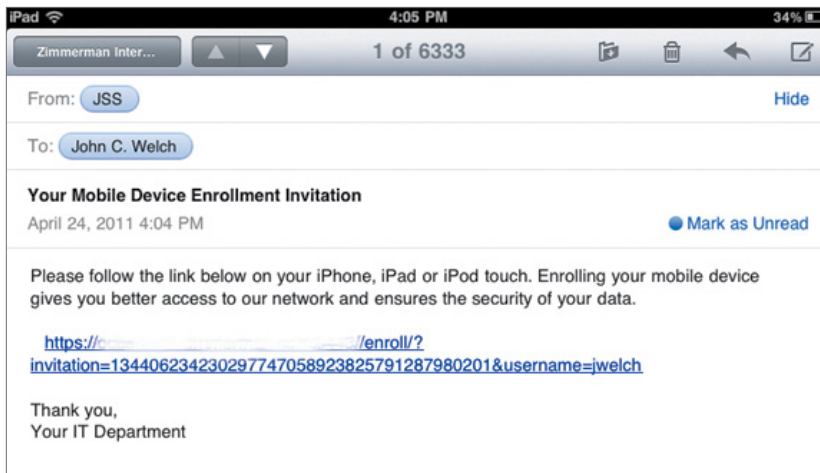 iPad 4:05 PM 34%
Zimmerman Inter... 1 of 6333
From: JSS Hide
To: John C. Welch
Your Mobile Device Enrollment Invitation
April 24, 2011 4:04 PM Mark as Unread
Please follow the link below on your iPhone, iPad or iPod touch. Enrolling your mobile device
gives you better access to our network and ensures the security of your data.
https:// //enroll/?
invitation=134406234230297747058923825791287980201&username=jwelch
Thank you,
Your IT Department